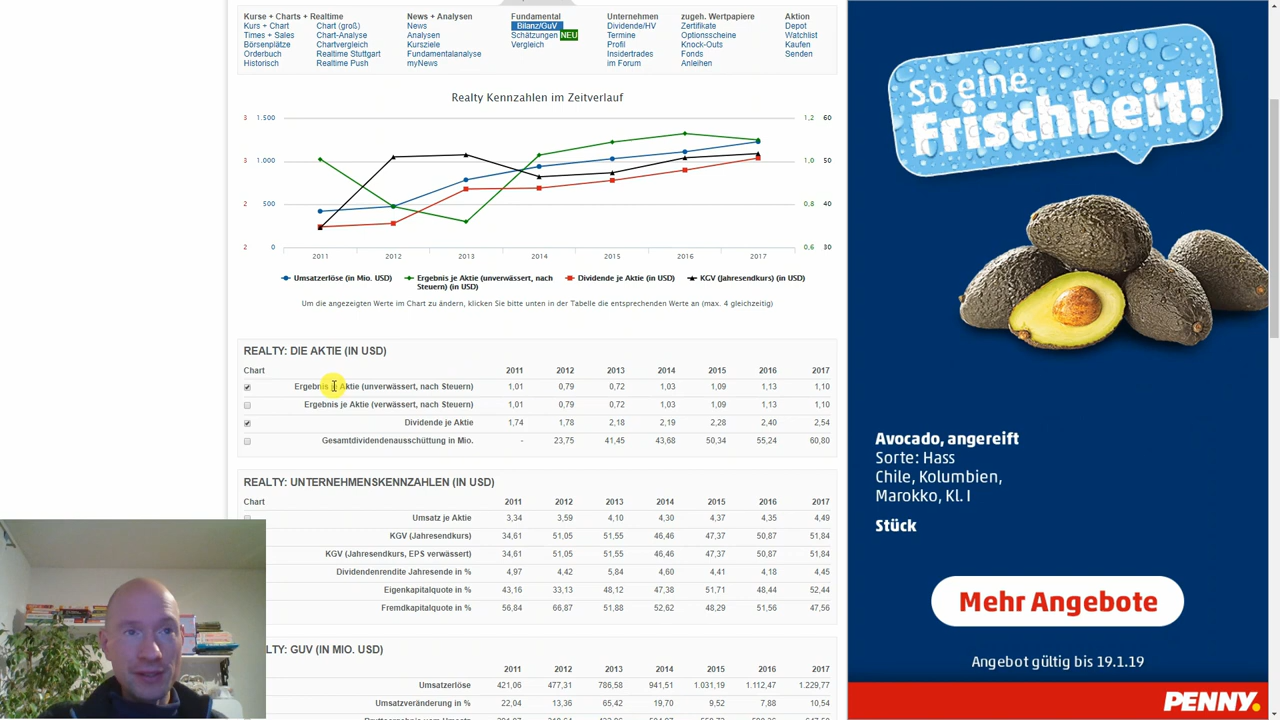 Kurse + Charts + Realtime News + Analysen Fundamental Unternehmen zugeh. Wertpapiere Aktion
Kurs + Chart Chart (groß) News Bilanz/GuV Dividende/HV Zertifikate Depot
Times + Sales Chart-Analyse Analysen Schätzungen NEU Termine Optionsscheine Watchlist
Börsenplätze Chartvergleich Kursziele Vergleich Profil Knock-Outs Kaufen
Orderbuch Realtime Stuttgart Fundamentalanalyse Insidertrades Fonds Senden
Historisch Realtime Push myNews im Forum Anleihen
Realty Kennzahlen im Zeitverlauf
3 1.500 1,2 60
3 1.000 1,0 50
2 500 0,8 40
2 0 0,6 30
2011 2012 2013 2014 2015 2016 2017
Umsatzerlöse (in Mio. USD) Ergebnis je Aktie (unverwässert, nach Dividende je Aktie (in USD) KGV (Jahresendkurs) (in USD)
Steuern) (in USD)
Um die angezeigten Werte im Chart zu ändern, klicken Sie bitte unten in der Tabelle die entsprechenden Werte an (max. 4 gleichzeitig)
REALTY: DIE AKTIE (IN USD)
Chart 2011 2012 2013 2014 2015 2016 2017
Ergebnis je Aktie (unverwässert, nach Steuern) 1,01 0,79 0,72 1,03 1,09 1,13 1,10
Ergebnis je Aktie (verwässert, nach Steuern) 1,01 0,79 0,72 1,03 1,09 1,13 1,10
Dividende je Aktie 1,74 1,78 2,18 2,19 2,28 2,40 2,54
Gesamtdividendenausschüttung in Mio. - 23,75 41,45 43,68 50,34 55,24 60,80
REALTY: UNTERNEHMENSKENNZAHLEN (IN USD)
Chart 2011 2012 2013 2014 2015 2016 2017
Umsatz je Aktie 3,34 3,59 4,10 4,30 4,37 4,35 4,49
KGV (Jahresendkurs) 34,61 51,05 51,55 46,46 47,37 50,87 51,84
KGV (Jahresendkurs, EPS verwässert) 34,61 51,05 51,55 46,46 47,37 50,87 51,84
Dividendenrendite Jahresende in % 4,97 4,42 5,84 4,60 4,41 4,18 4,45
Eigenkapitalquote in % 43,16 33,13 48,12 47,38 51,71 48,44 52,44
Fremdkapitalquote in % 56,84 66,87 51,88 52,62 48,29 51,56 47,56
LTY: GUV (IN MIO. USD)
2011 2012 2013 2014 2015 2016 2017
Umsatzerlöse 421,06 477,31 786,58 941,51 1.031,19 1.112,47 1.229,77
Umsatzveränderung in % 22,04 13,36 65,42 19,70 9,52 7,88 10,54
So eine
Frischheit!
Avocado, angereift
Sorte: Hass
Chile, Kolumbien,
Marokko, Kl. I
Stück
Mehr Angebote
Angebot gültig bis 19.1.19
PENNY.